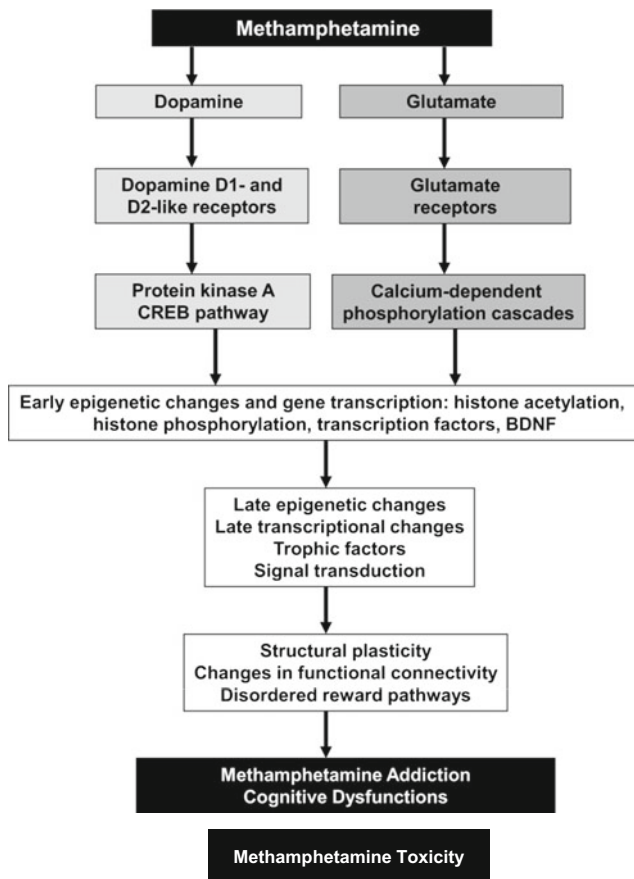 Methamphetamine
Dopamine
Glutamate
Dopamine D1- and
D2-like receptors
Glutamate
receptors
Protein kinase A
CREB pathway
Calcium-dependent
phosphorylation cascades
Early epigenetic changes and gene transcription: histone acetylation,
histone phosphorylation, transcription factors, BDNF
Late epigenetic changes
Late transcriptional changes
Trophic factors
Signal transduction
Structural plasticity
Changes in functional connectivity
Disordered reward pathways
Methamphetamine Addiction
Cognitive Dysfunctions
Methamphetamine Toxicity